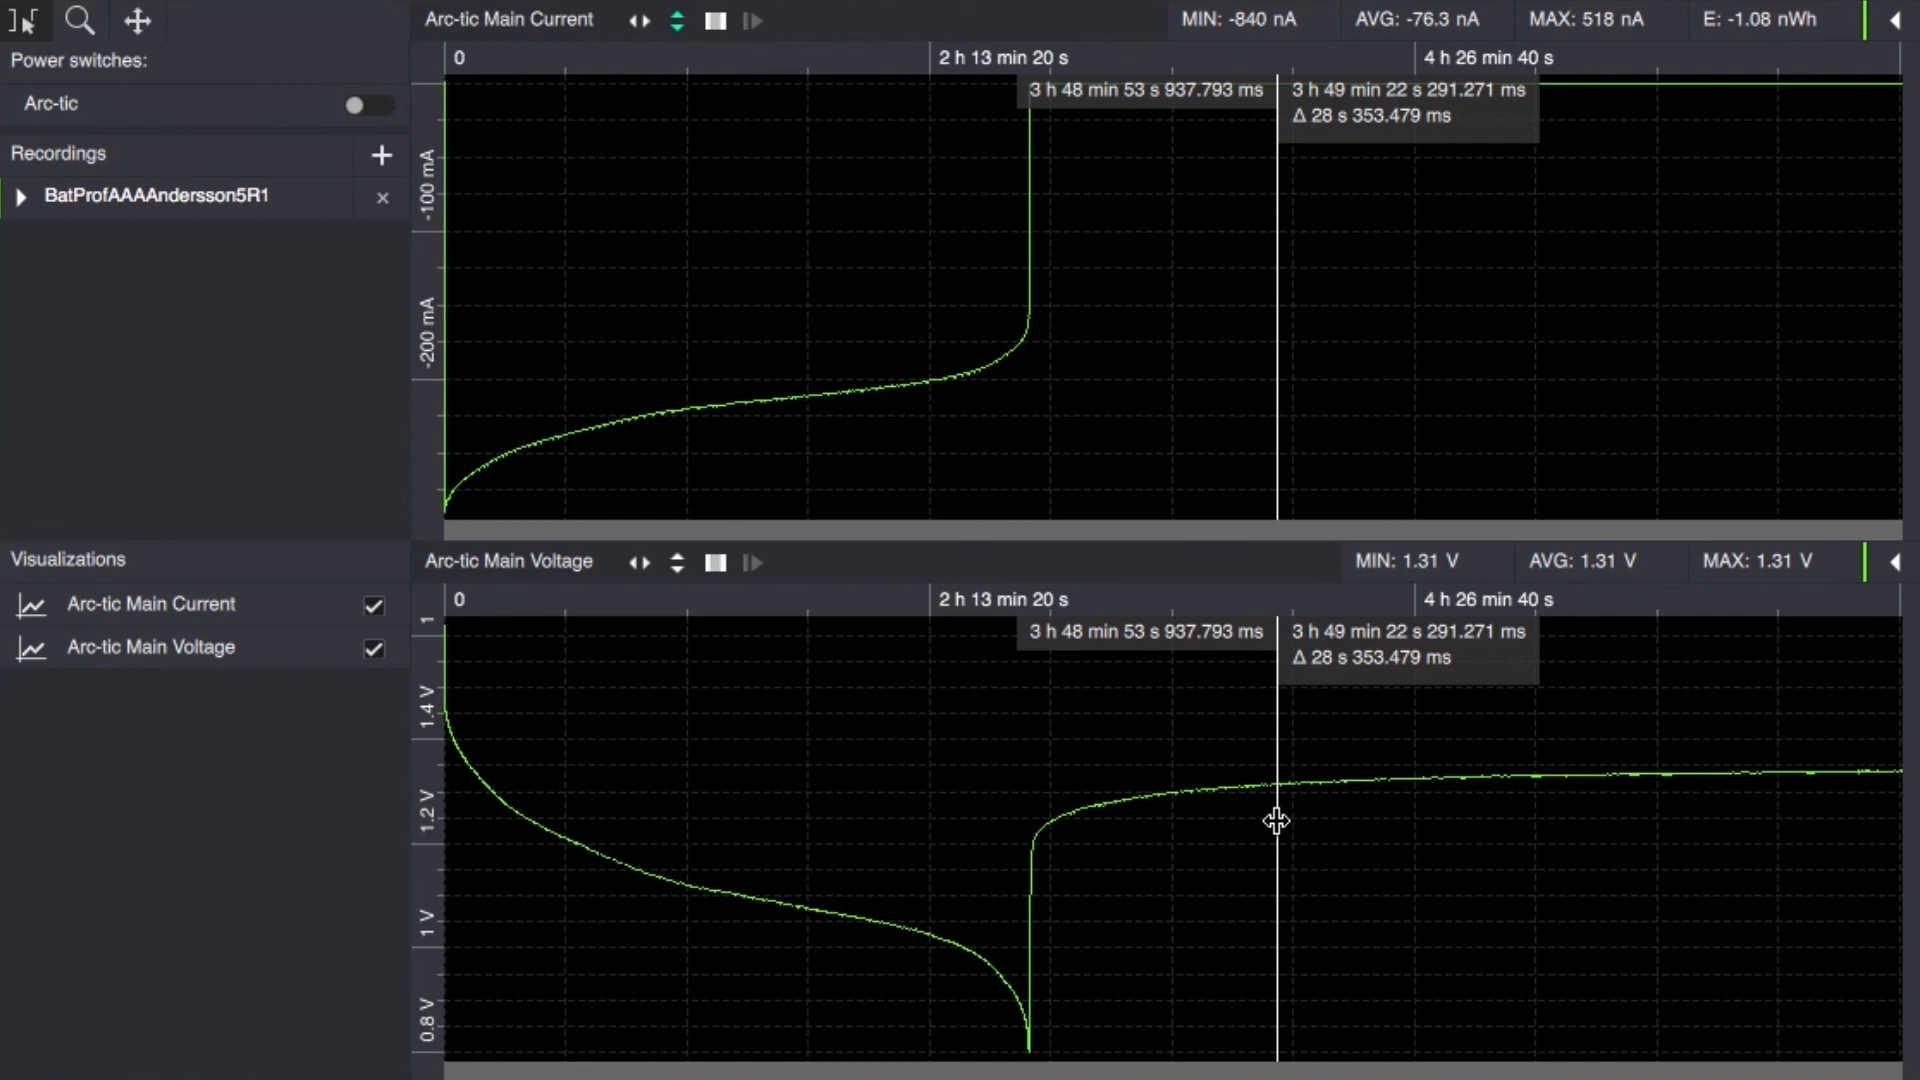 Arc-tic Main Current
MIN: -840 nA
AVG: -76.3 nA
MAX: 518 nA
E: -1.08 nWh
Power switches:
Arc-tic
Recordings
BatProfAAAAndersson5R1
0
2 h 13 min 20 s
4 h 26 min 40 s
3 h 48 min 53 s 937.793 ms
3 h 49 min 22 s 291.271 ms
Δ 28 s 353.479 ms
-100 mA
-200 mA
Visualizations
Arc-tic Main Current
Arc-tic Main Voltage
Arc-tic Main Voltage
MIN: 1.31 V
AVG: 1.31 V
MAX: 1.31 V
0
2 h 13 min 20 s
4 h 26 min 40 s
3 h 48 min 53 s 937.793 ms
3 h 49 min 22 s 291.271 ms
Δ 28 s 353.479 ms
1.4 V
1.2 V
1 V
0.8 V